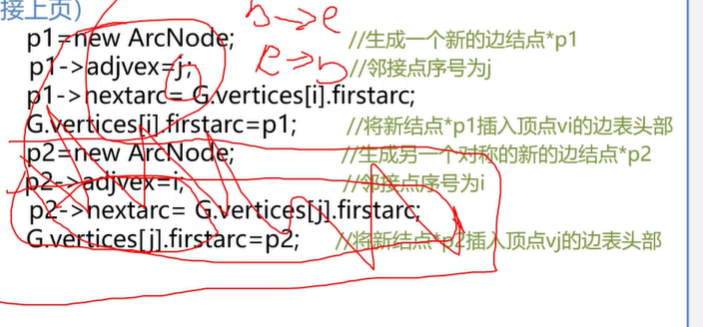 接上页)
b→e
p1=new ArcNode; //生成一个新的边结点*p1
e→b
p1->adjvex=j; //邻接点序号为j
p1->nextarc= G.vertices[i].firstarc;
G.vertices[i].firstarc=p1; //将新结点*p1插入顶点vi的边表头部
p2=new ArcNode; //生成另一个对称的新的边结点*p2
p2->adjvex=i; //邻接点序号为i
p2->nextarc= G.vertices[j].firstarc;
G.vertices[j].firstarc=p2; //将新结点*p2插入顶点vj的边表头部